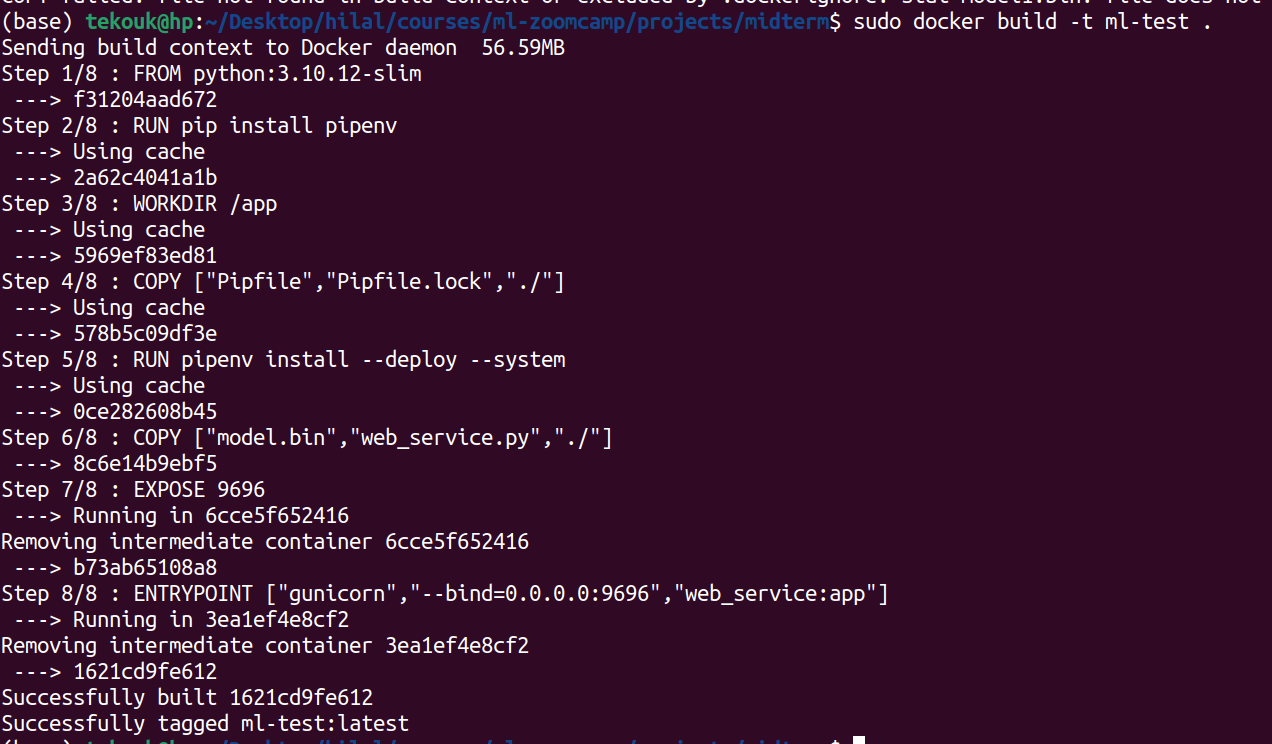 (base) tekouk@hp:~/Desktop/hilal/courses/ml-zoomcamp/projects/midterm$ sudo docker build -t ml-test .
Sending build context to Docker daemon  56.59MB
Step 1/8 : FROM python:3.10.12-slim
 ---> f31204aad672
Step 2/8 : RUN pip install pipenv
 ---> Using cache
 ---> 2a62c4041a1b
Step 3/8 : WORKDIR /app
 ---> Using cache
 ---> 5969ef83ed81
Step 4/8 : COPY ["Pipfile","Pipfile.lock","./"]
 ---> Using cache
 ---> 578b5c09df3e
Step 5/8 : RUN pipenv install --deploy --system
 ---> Using cache
 ---> 0ce282608b45
Step 6/8 : COPY ["model.bin","web_service.py","./"]
 ---> 8c6e14b9ebf5
Step 7/8 : EXPOSE 9696
 ---> Running in 6cce5f652416
Removing intermediate container 6cce5f652416
 ---> b73ab65108a8
Step 8/8 : ENTRYPOINT ["gunicorn","--bind=0.0.0.0:9696","web_service:app"]
 ---> Running in 3ea1ef4e8cf2
Removing intermediate container 3ea1ef4e8cf2
 ---> 1621cd9fe612
Successfully built 1621cd9fe612
Successfully tagged ml-test:latest